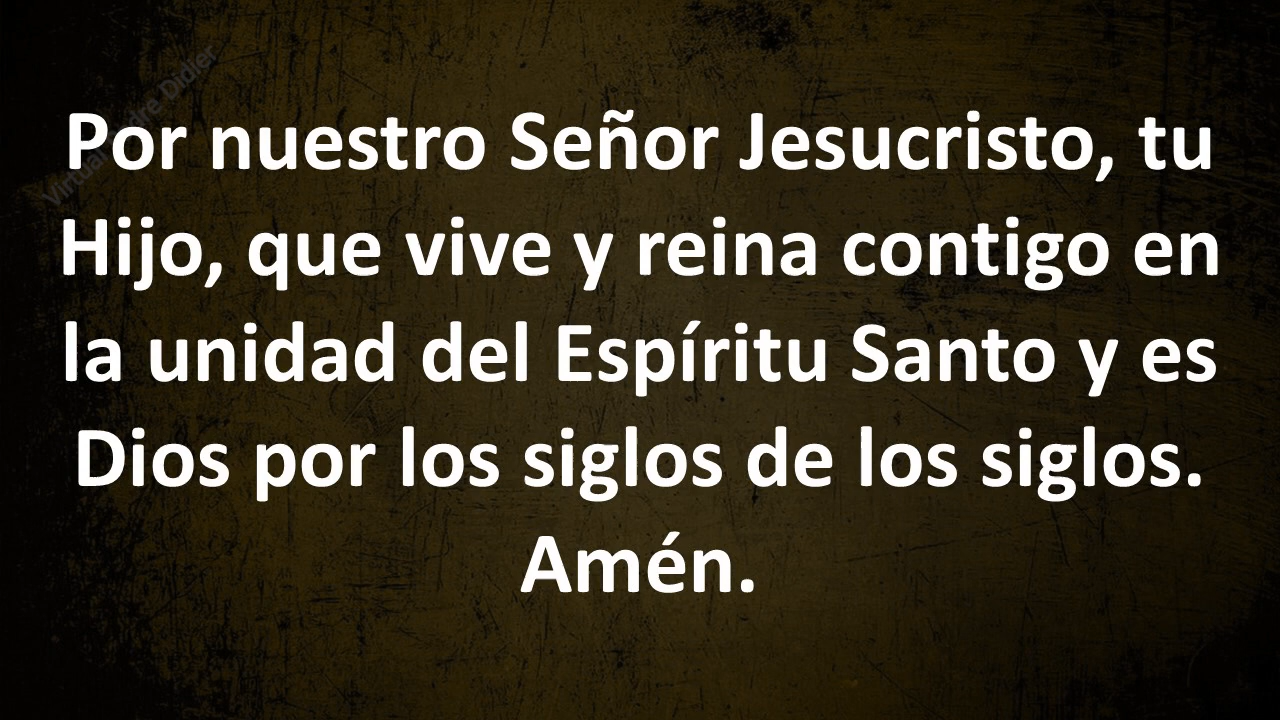 Por nuestro Señor Jesucristo, tu
Hijo, que vive y reina contigo en
la unidad del Espíritu Santo y es
Dios por los siglos de los siglos.
Amén.